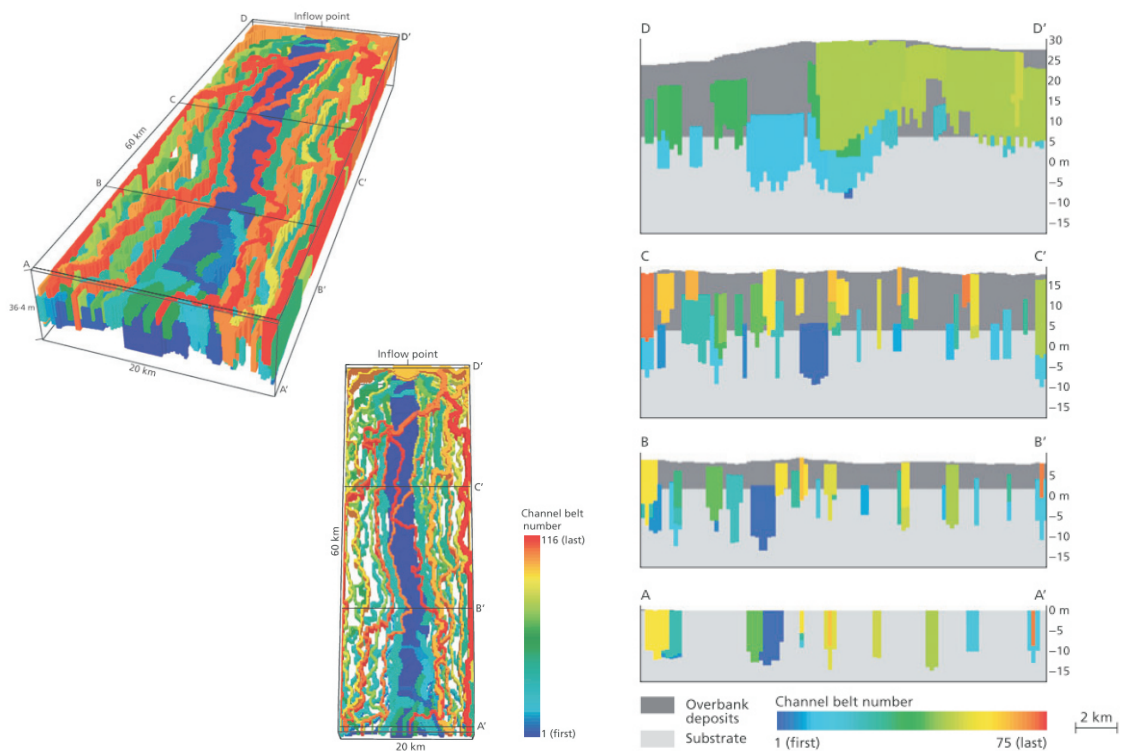 D
Inflow point
D′
C
60 km
B
C′
A
B′
36·4 m
20 km
A′
Inflow point
D′
C′
60 km
B′
A′
20 km
Channel belt
number
116 (last)
1 (first)
D
D′
30
25
20
15
10
5
0 m
−5
−10
−15
C
C′
15
10
5
0 m
−5
−10
−15
B
B′
5
0 m
−5
−10
−15
A
A′
0 m
−5
−10
−15
Overbank
deposits
Substrate
Channel belt number
1 (first)
75 (last)
2 km